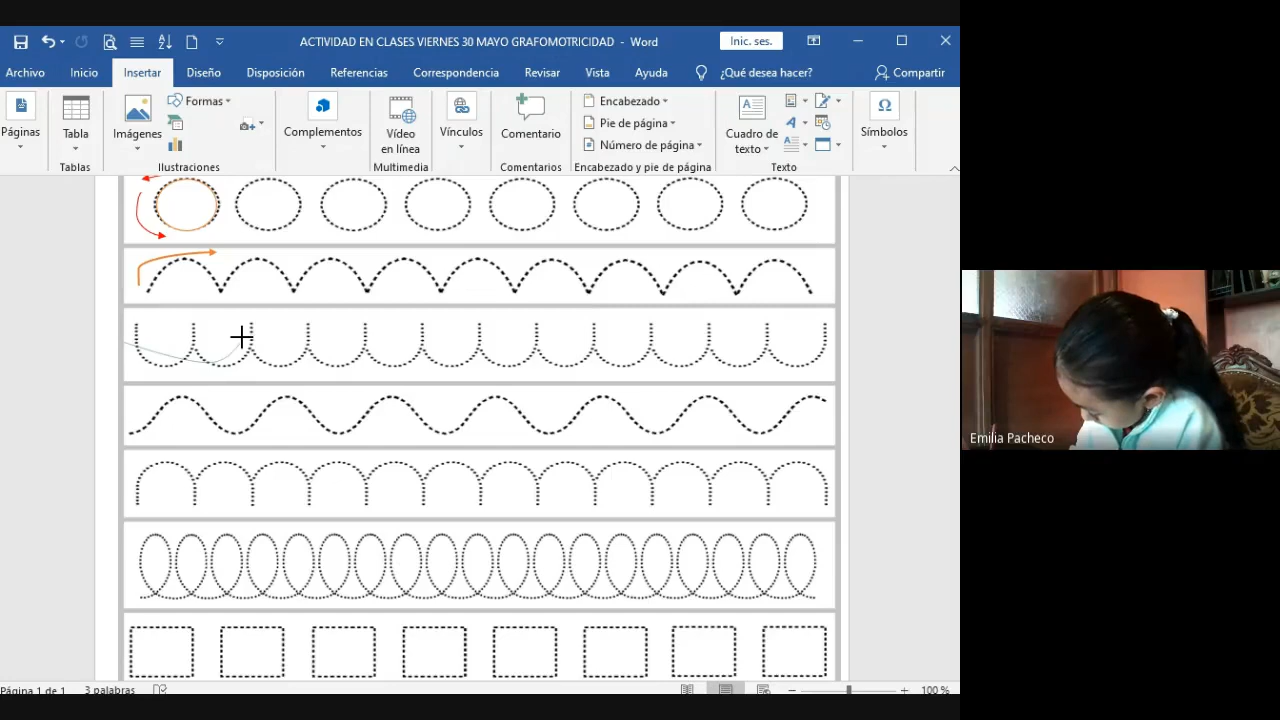 ACTIVIDAD EN CLASES VIERNES 30 MAYO GRAFOMOTRICIDAD - Word
Inic. ses.
Archivo Inicio Insertar Diseño Disposición Referencias Correspondencia Revisar Vista Ayuda ¿Qué desea hacer? Compartir
Páginas
Tabla
Tablas
Imágenes
Formas
Ilustraciones
Complementos
Vídeo en línea
Multimedia
Vínculos
Comentario
Comentarios
Encabezado
Pie de página
Número de página
Encabezado y pie de página
Cuadro de texto
Texto
Símbolos
Emilia Pacheco
Página 1 de 1 3 palabras 100 %